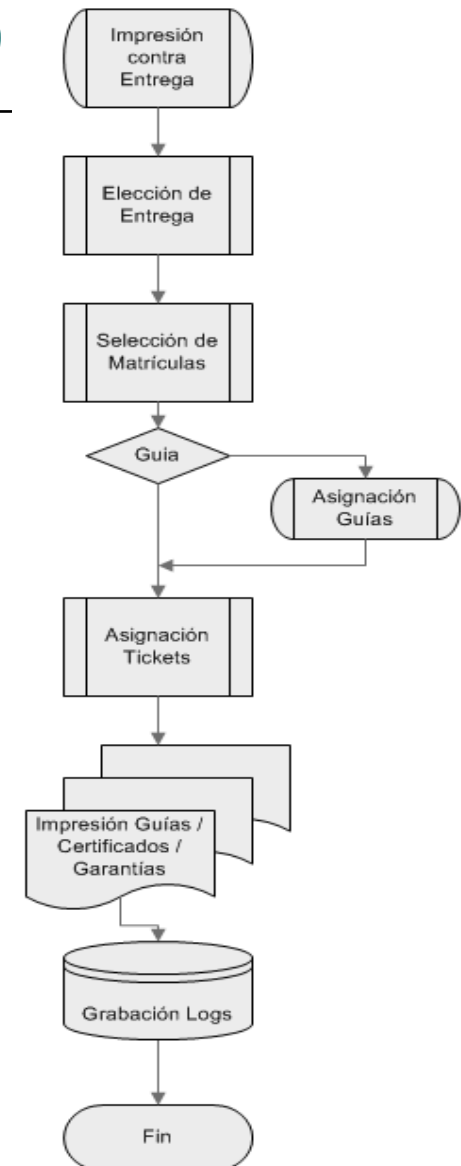 Impresión
contra
Entrega
Elección de
Entrega
Selección de
Matrículas
Guia
Asignación
Guías
Asignación
Tickets
Impresión Guías /
Certificados /
Garantías
Grabación Logs
Fin